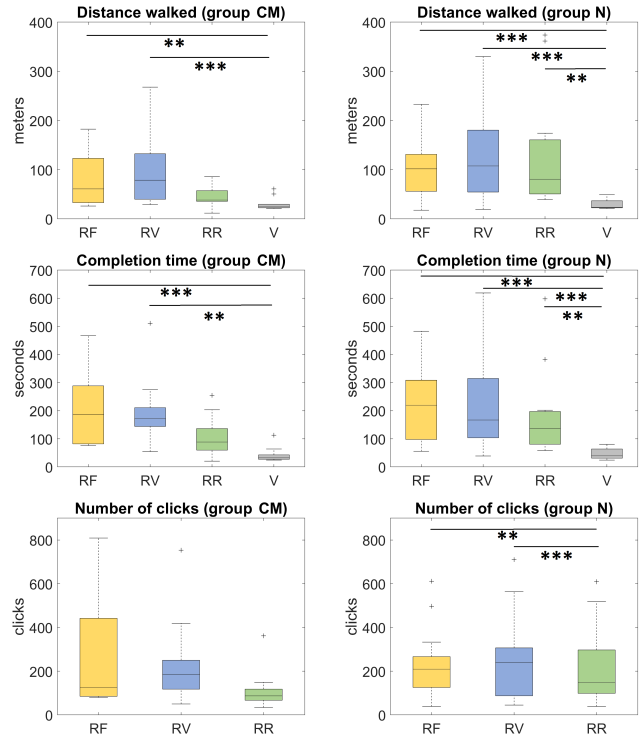 Distance walked (group CM)
400
300
200
100
0
meters
**
***
RF RV RR V
Distance walked (group N)
400
300
200
100
0
meters
***
***
**
RF RV RR V
Completion time (group CM)
700
600
500
400
300
200
100
0
seconds
***
**
RF RV RR V
Completion time (group N)
700
600
500
400
300
200
100
0
seconds
***
***
**
RF RV RR V
Number of clicks (group CM)
800
600
400
200
0
clicks
RF RV RR
Number of clicks (group N)
800
600
400
200
0
clicks
**
***
RF RV RR